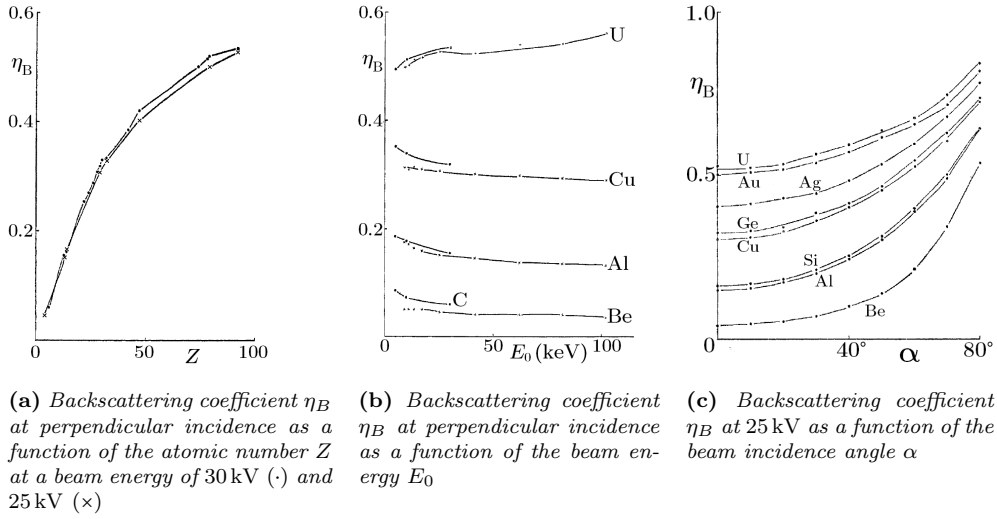 0.6
η_B
0.4
0.2
0
50
Z
100
0.6
η_B
0.4
0.2
0
50
E₀ (keV)
100
U
Cu
Al
C
Be
1.0
η_B
0.5
0
40°
α
80°
U
Au
Ag
Ge
Cu
Si
Al
Be
(a) Backscattering coefficient η_B
at perpendicular incidence as a
function of the atomic number Z
at a beam energy of 30 kV (·) and
25 kV (×)
(b) Backscattering coefficient
η_B at perpendicular incidence
as a function of the beam en-
ergy E₀
(c) Backscattering coefficient
η_B at 25 kV as a function of the
beam incidence angle α